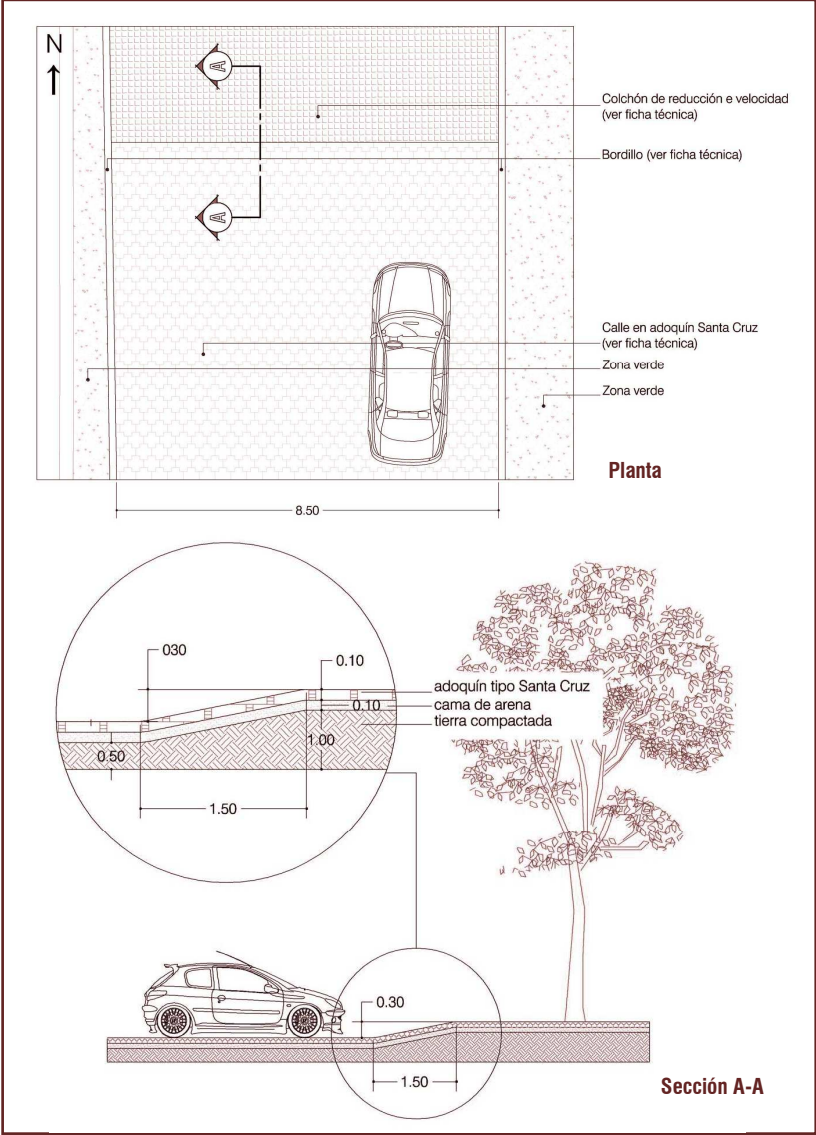 N
A
Colchón de reducción e velocidad
(ver ficha técnica)
Bordillo (ver ficha técnica)
A
Calle en adoquín Santa Cruz
(ver ficha técnica)
Zona verde
Zona verde
Planta
8.50
030
0.10
adoquín tipo Santa Cruz
0.10
cama de arena
tierra compactada
1.00
0.50
1.50
0.30
1.50
Sección A-A